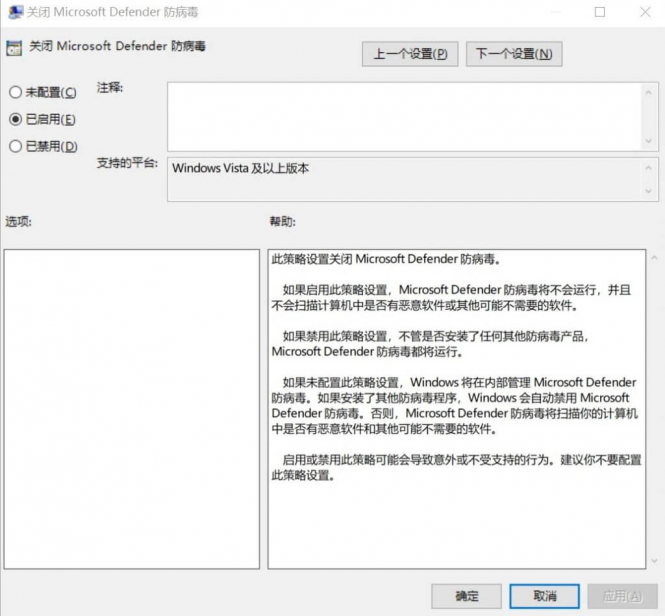 关闭 Microsoft Defender 防病毒
关闭 Microsoft Defender 防病毒
上一个设置(P)
下一个设置(N)
未配置(C)
注释:
已启用(E)
已禁用(D)
支持的平台:
Windows Vista 及以上版本
选项:
帮助:
此策略设置关闭 Microsoft Defender 防病毒。
如果启用此策略设置，Microsoft Defender 防病毒将不会运行，并且
不会扫描计算机中是否有恶意软件或其他可能不需要的软件。
如果禁用此策略设置，不管是否安装了任何其他防病毒产品，
Microsoft Defender 防病毒都将运行。
如果未配置此策略设置，Windows 将在内部管理 Microsoft Defender
防病毒。如果安装了其他防病毒程序，Windows 会自动禁用 Microsoft
Defender 防病毒。否则，Microsoft Defender 防病毒将扫描你的计算机
中是否有恶意软件和其他可能不需要的软件。
启用或禁用此策略可能会导致意外或不受支持的行为。建议你不要配置
此策略设置。
确定
取消
应用(A)